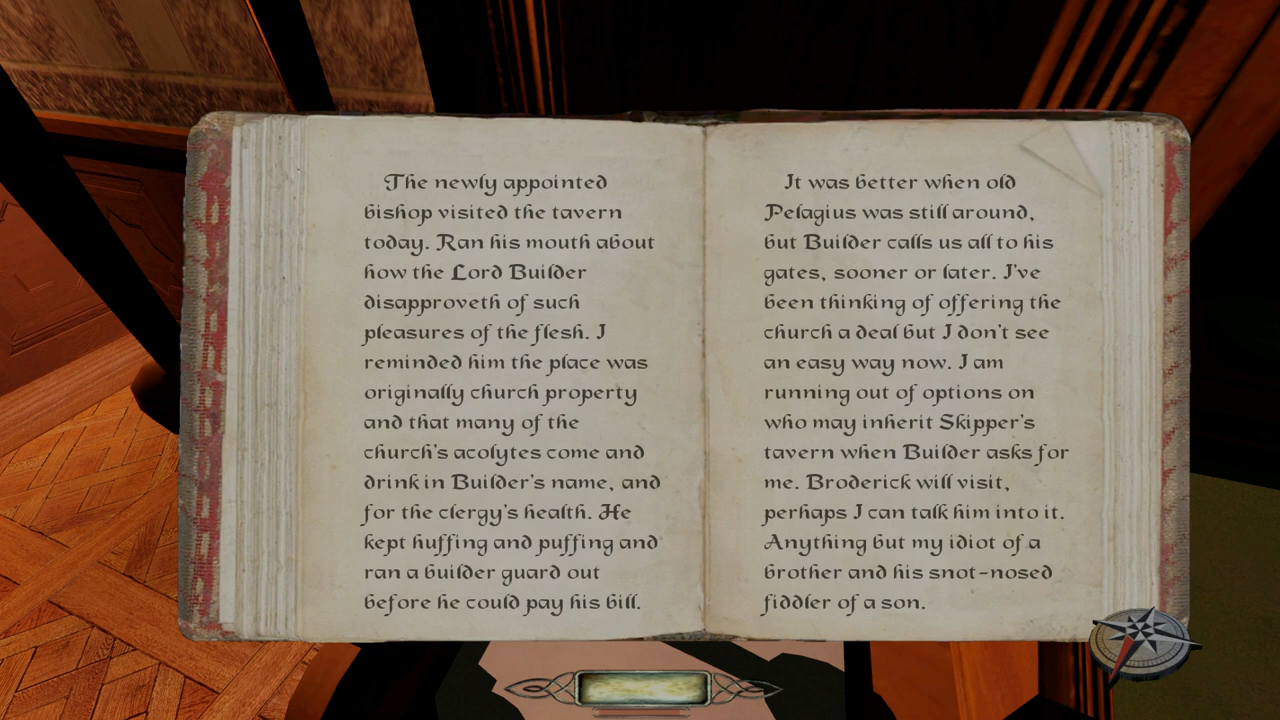 The newly appointed
bishop visited the tavern
today. Ran his mouth about
how the Lord Builder
disapproveth of such
pleasures of the flesh. I
reminded him the place was
originally church property
and that many of the
church's acolytes come and
drink in Builder's name, and
for the clergy's health. He
kept huffing and puffing and
ran a builder guard out
before he could pay his bill.
It was better when old
Pelagius was still around,
but Builder calls us all to his
gates, sooner or later. I've
been thinking of offering the
church a deal but I don't see
an easy way now. I am
running out of options on
who may inherit Skipper's
tavern when Builder asks for
me. Broderick will visit,
perhaps I can talk him into it.
Anything but my idiot of a
brother and his snot-nosed
fiddler of a son.